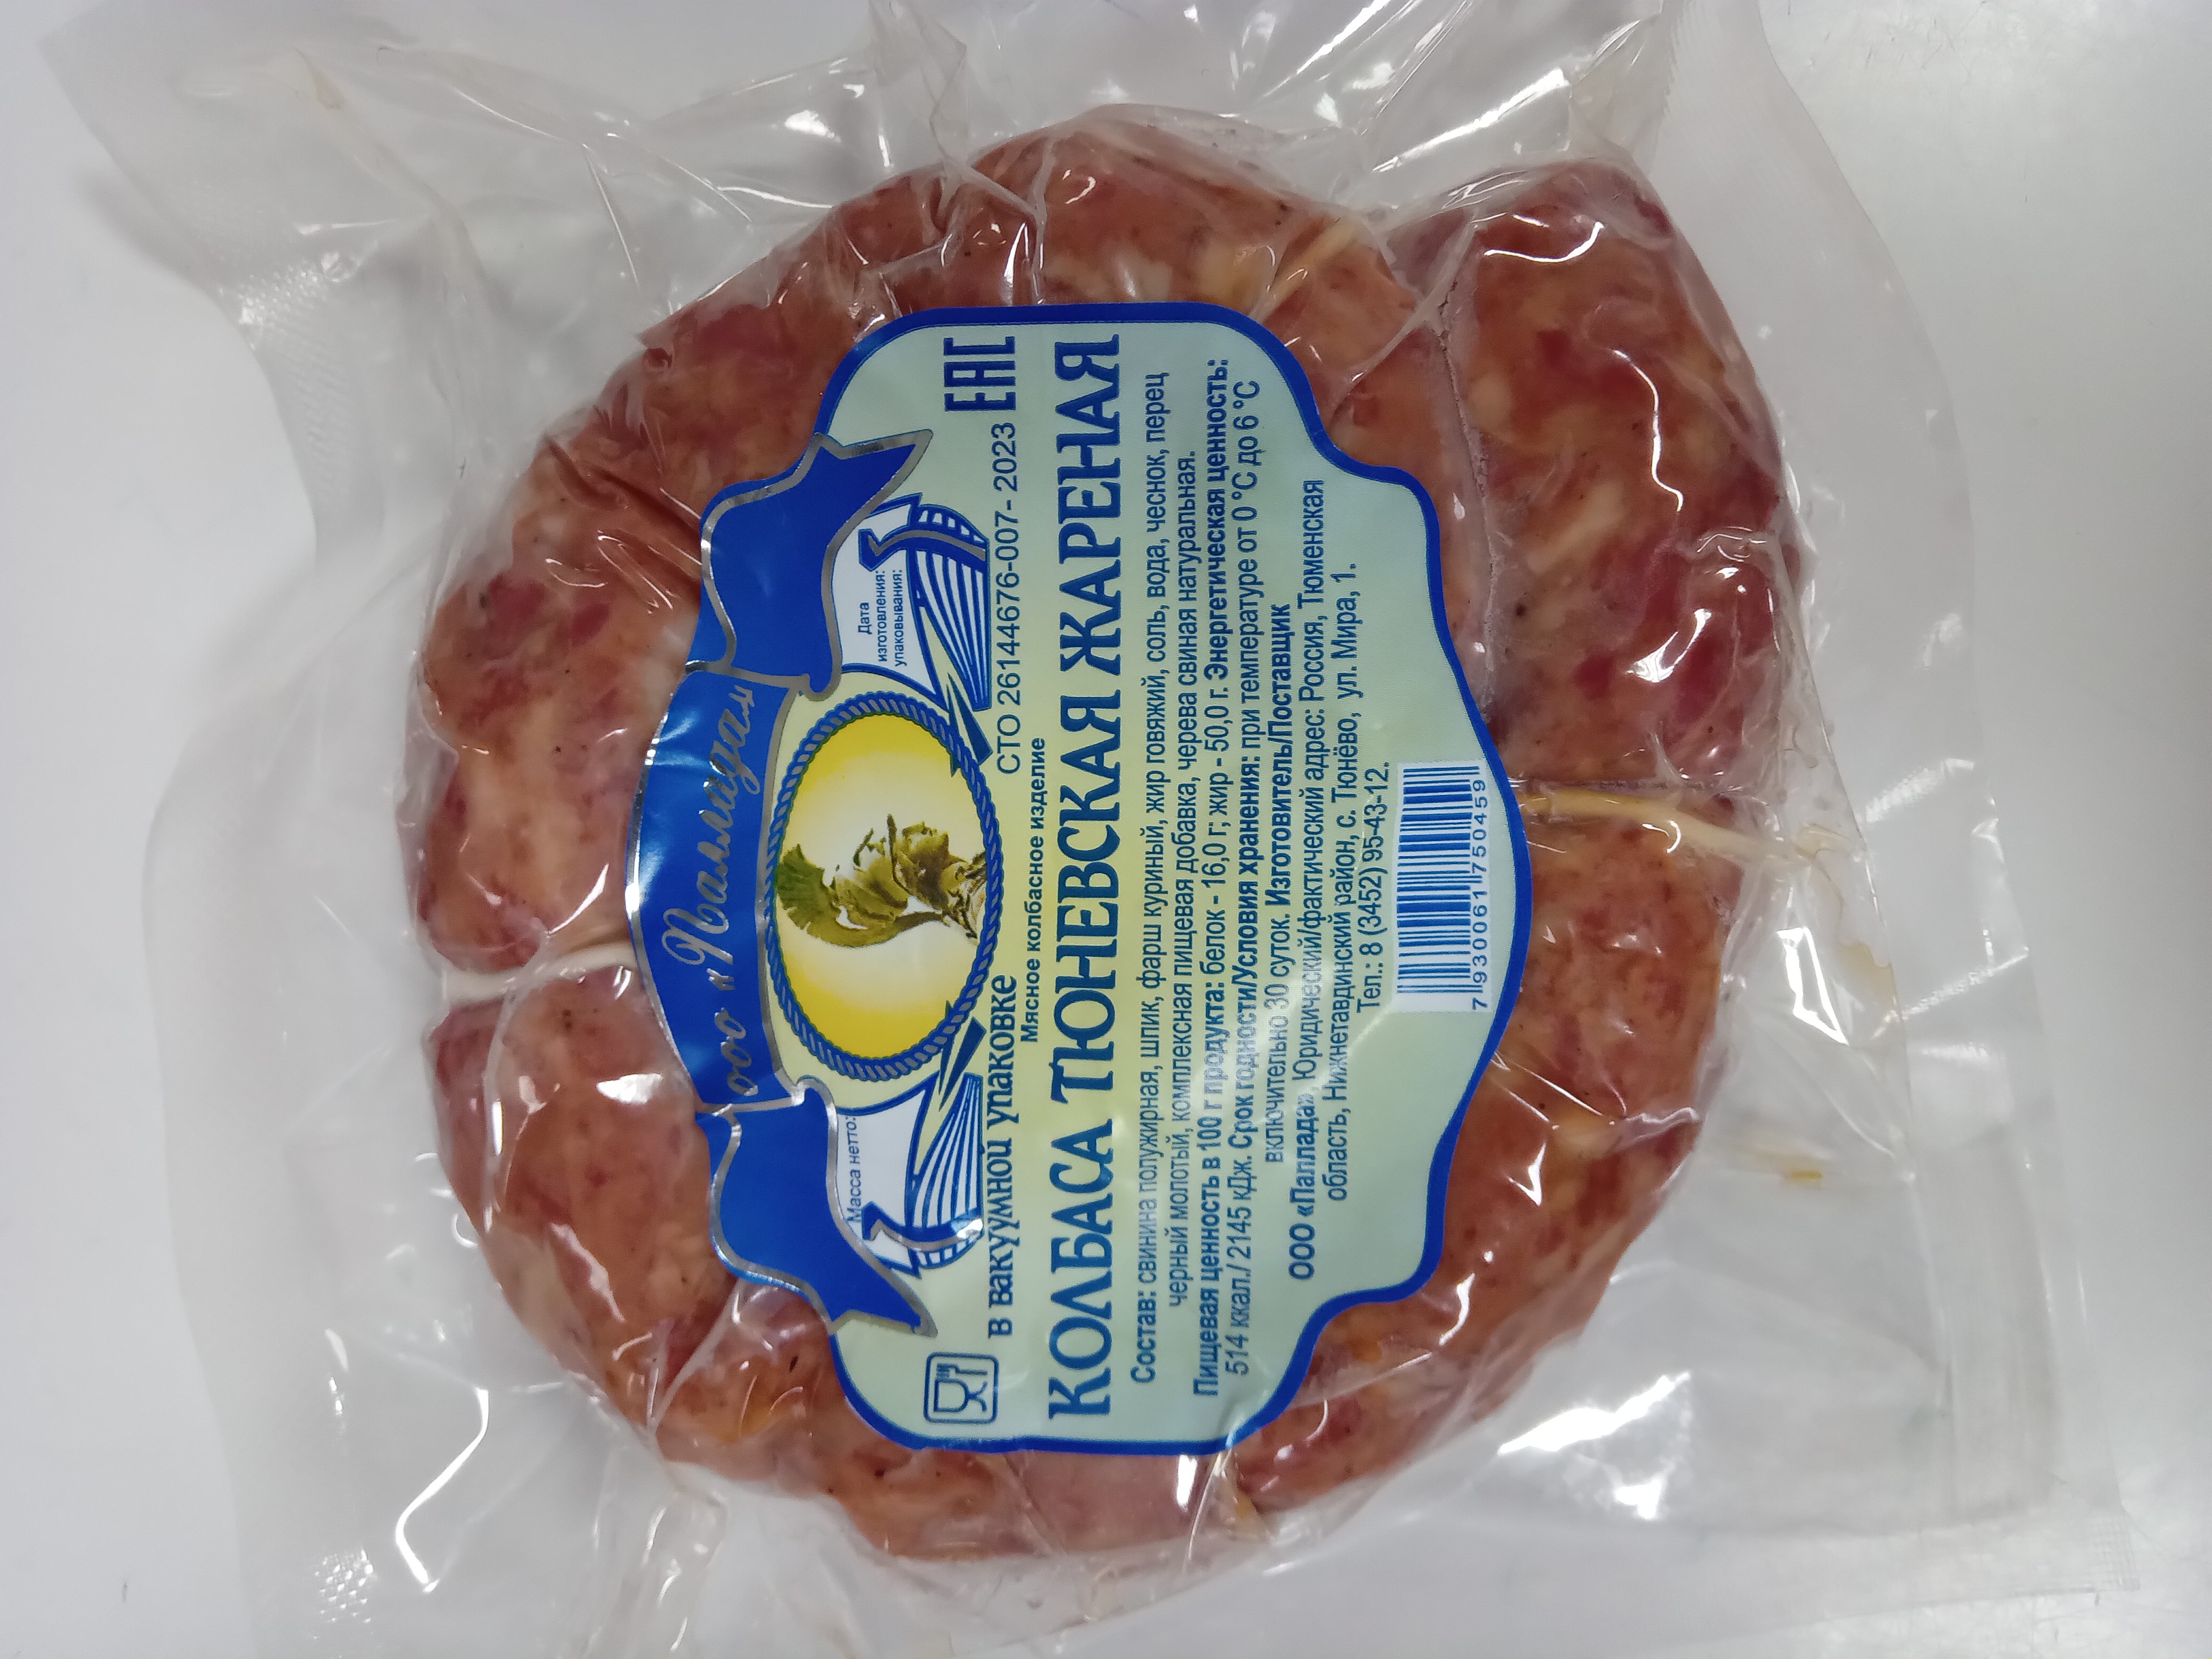 ООО «Паллада»
Масса нетто:
Дата
изготовления:
упаковывания:
в вакуумной упаковке
СТО 26144676-007- 2023
ЕАС
Мясное колбасное изделие
КОЛБАСА ТЮНЕВСКАЯ ЖАРЕНАЯ
Состав: свинина полужирная, шпик, фарш куриный, жир говяжий, соль, вода, чеснок, перец
черный молотый, комплексная пищевая добавка, черева свиная натуральная.
Пищевая ценность в 100 г продукта: белок - 16,0 г; жир - 50,0 г. Энергетическая ценность:
514 ккал./ 2145 кДж. Срок годности/Условия хранения: при температуре от 0 °С до 6 °С
включительно 30 суток. Изготовитель/Поставщик
ООО «Паллада», Юридический/фактический адрес: Россия, Тюменская
область, Нижнетавдинский район, с. Тюнёво, ул. Мира, 1.
Тел.: 8 (3452) 95-43-12.
7 930061 750459